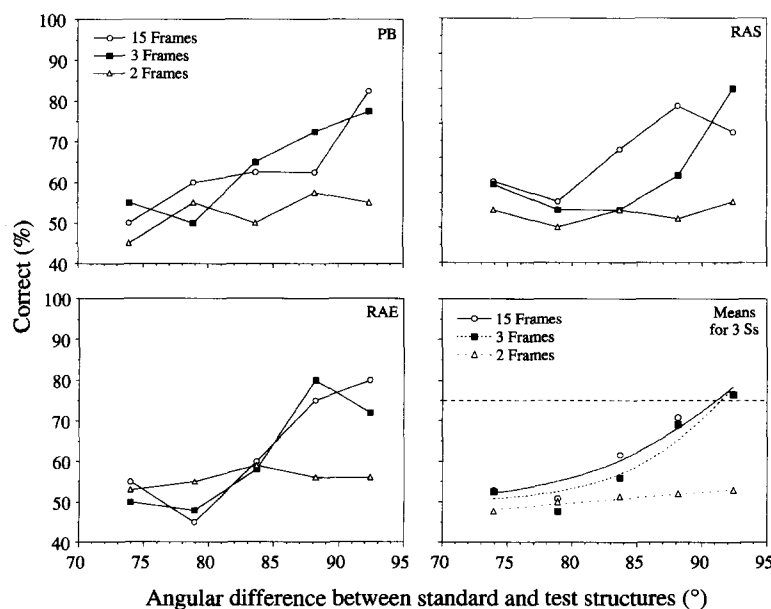 100
90
80
70
60
50
40
PB
15 Frames
3 Frames
2 Frames
RAS
Correct (%)
100
90
80
70
60
50
40
RAE
70 75 80 85 90 95
Means
for 3 Ss
15 Frames
3 Frames
2 Frames
70 75 80 85 90 95
Angular difference between standard and test structures (°)